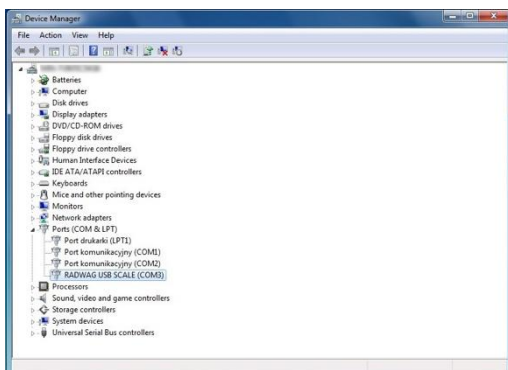 Device Manager
File Action View Help
Batteries
Computer
Disk drives
Display adapters
DVD/CD-ROM drives
Floppy disk drives
Floppy drive controllers
Human Interface Devices
IDE ATA/ATAPI controllers
Keyboards
Mice and other pointing devices
Monitors
Network adapters
Ports (COM & LPT)
Port drukarki (LPT1)
Port komunikacyjny (COM1)
Port komunikacyjny (COM2)
RADWAG USB SCALE (COM3)
Processors
Sound, video and game controllers
Storage controllers
System devices
Universal Serial Bus controllers